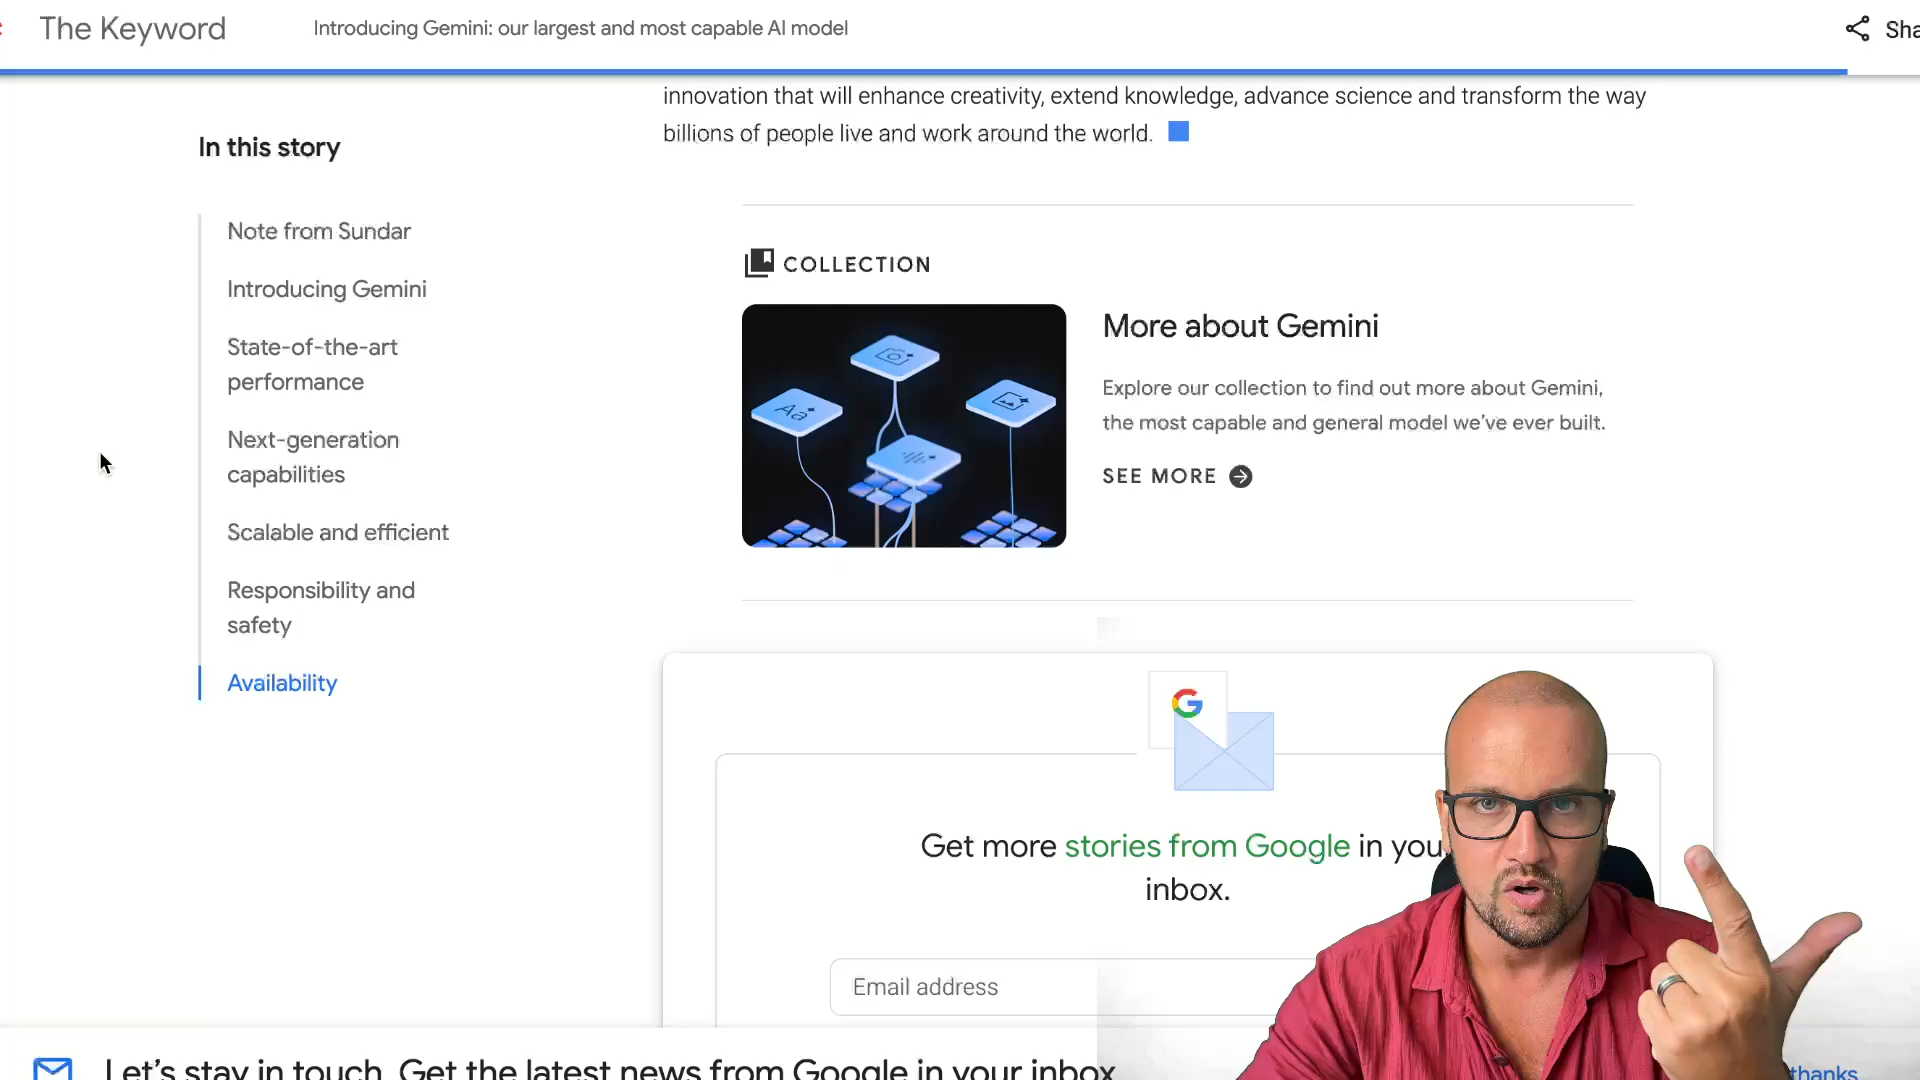 The Keyword
Introducing Gemini: our largest and most capable AI model
Sha
innovation that will enhance creativity, extend knowledge, advance science and transform the way
billions of people live and work around the world.
In this story
Note from Sundar
Introducing Gemini
State-of-the-art
performance
Next-generation
capabilities
Scalable and efficient
Responsibility and
safety
Availability
COLLECTION
Aa
More about Gemini
Explore our collection to find out more about Gemini,
the most capable and general model we've ever built.
SEE MORE
G
Get more stories from Google in you
inbox.
Email address
Let's stay in touch. Get the latest news from Google in your inbox
thanks